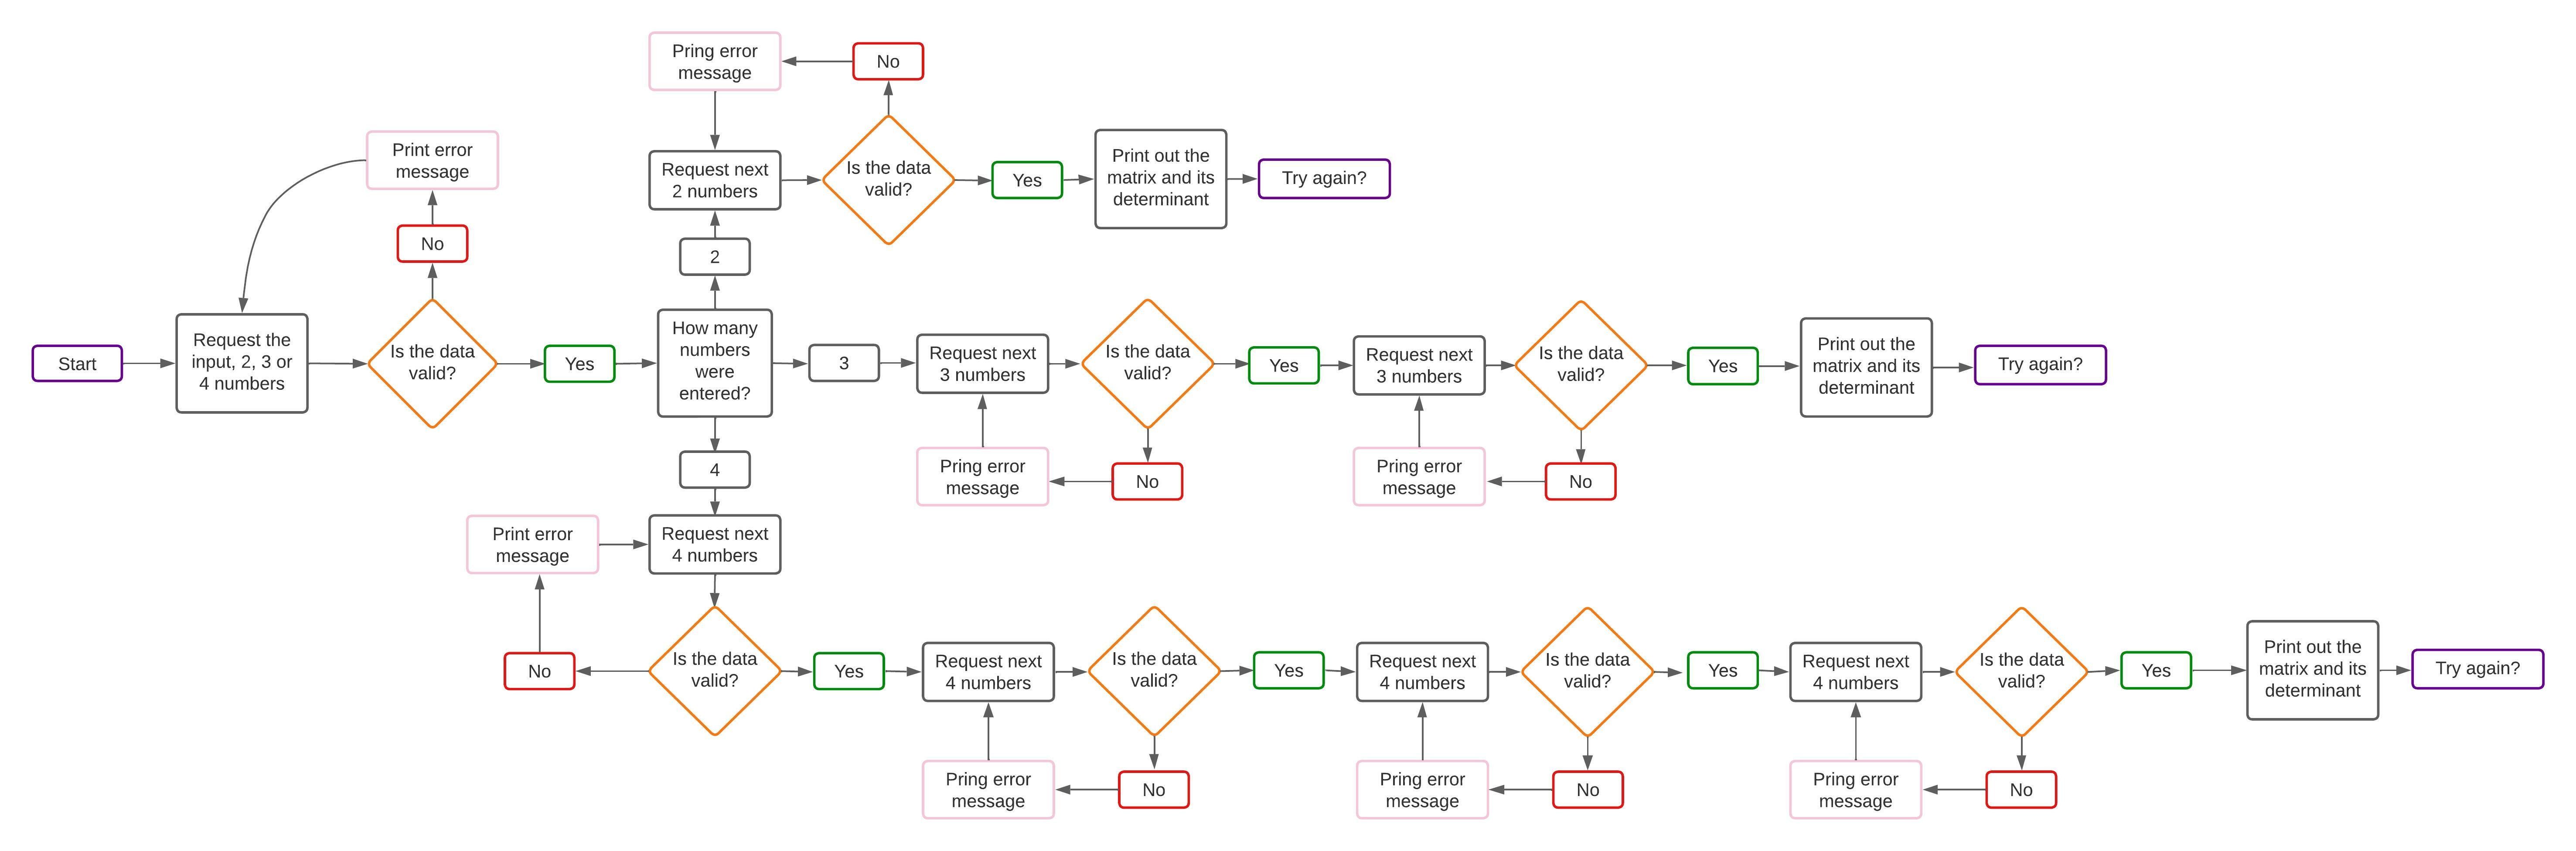 Pring error
message
No
Request next
2 numbers
Is the data
valid?
Yes
Print out the
matrix and its
determinant
Try again?
Print error
message
No
2
Start
Request the
input, 2, 3 or
4 numbers
Is the data
valid?
Yes
How many
numbers
were
entered?
3
Request next
3 numbers
Is the data
valid?
Yes
Request next
3 numbers
Is the data
valid?
Yes
Print out the
matrix and its
determinant
Try again?
Pring error
message
No
Pring error
message
No
4
Print error
message
Request next
4 numbers
No
Is the data
valid?
Yes
Request next
4 numbers
Is the data
valid?
Yes
Request next
4 numbers
Is the data
valid?
Yes
Request next
4 numbers
Is the data
valid?
Yes
Print out the
matrix and its
determinant
Try again?
Pring error
message
No
Pring error
message
No
Pring error
message
No